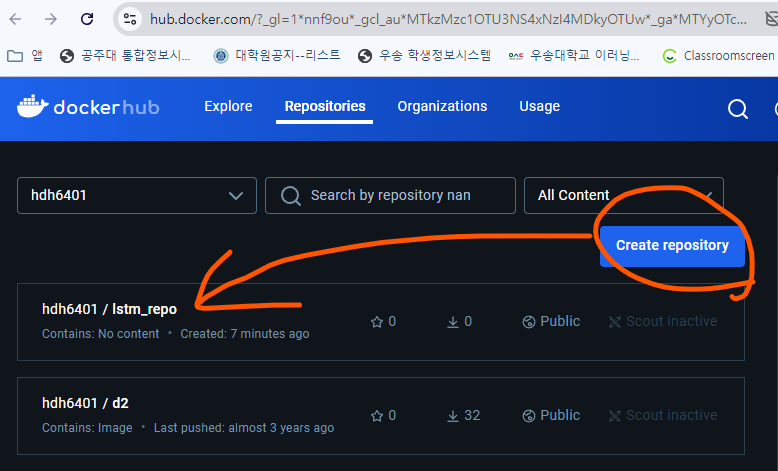 hub.docker.com/?_gl=1*nnf9ou*_gcl_au*MTkzMzc1OTU3NS4xNzI4MDkyOTUw*_ga*MTYyOTc...
앱 공주대 통합정보시... 대학원공지--리스트 우송 학생정보시스템 우송대학교 이러닝... Classroomscreen
dockerhub Explore Repositories Organizations Usage
hdh6401 Search by repository nan All Content
Create repository
hdh6401 / lstm_repo 0 0 Public Scout inactive
Contains: No content • Created: 7 minutes ago
hdh6401 / d2 0 32 Public Scout inactive
Contains: Image • Last pushed: almost 3 years ago